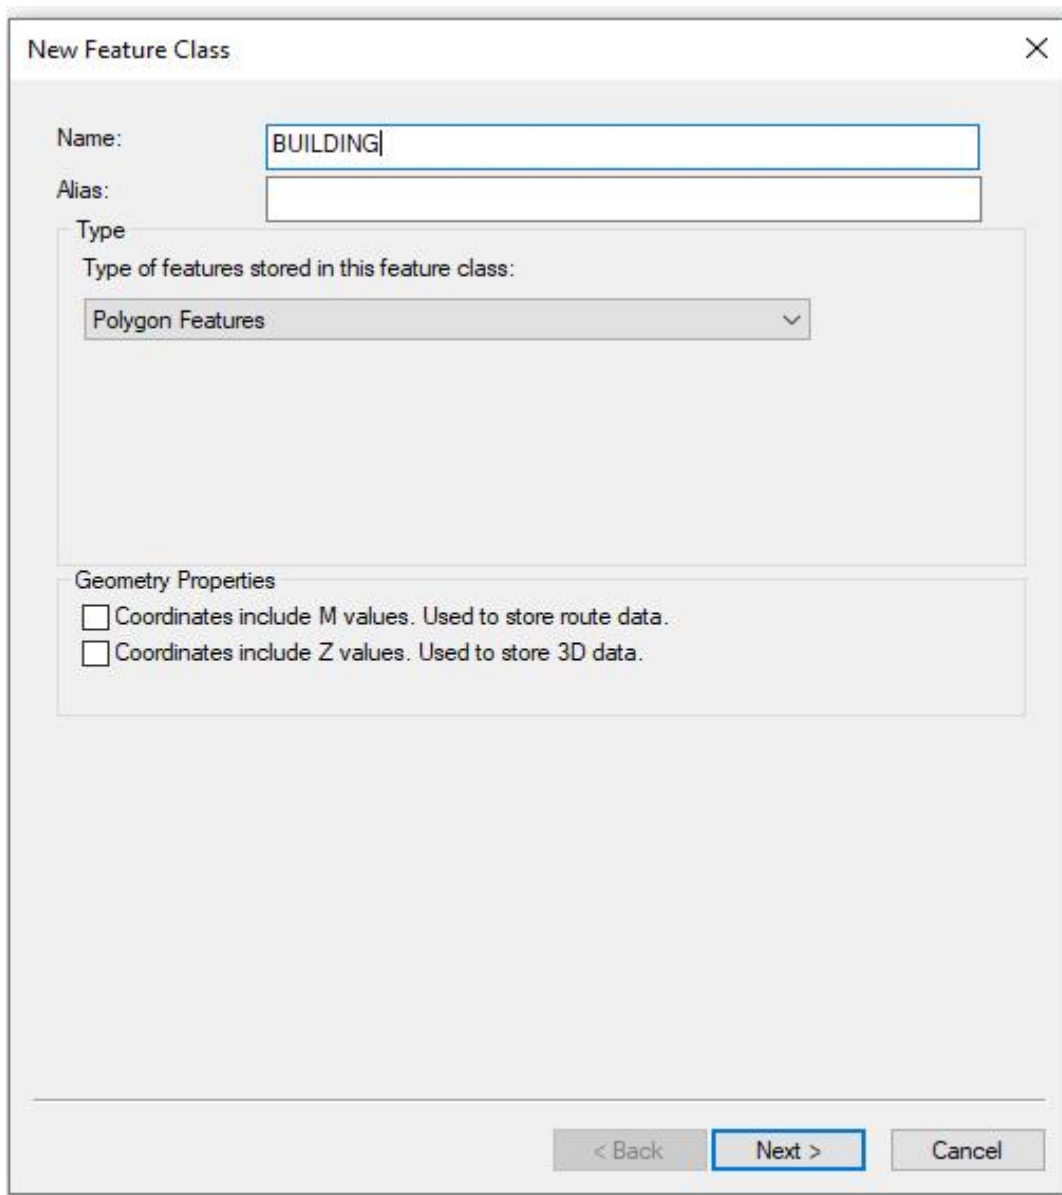 New Feature Class
Name:
BUILDING
Alias:
Type
Type of features stored in this feature class:
Polygon Features
Geometry Properties
Coordinates include M values. Used to store route data.
Coordinates include Z values. Used to store 3D data.
< Back
Next >
Cancel